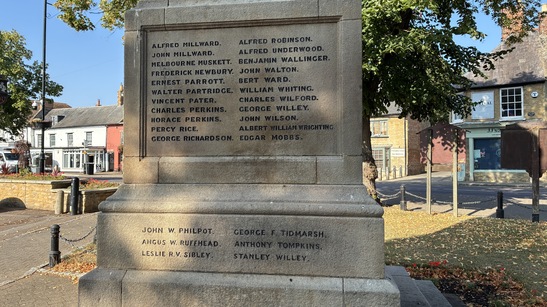 ALFRED MILLWARD.
JOHN MILLWARD.
MELBOURNE MUSKETT.
FREDERICK NEWBURY.
ERNEST PARROTT.
WALTER PARTRIDGE.
VINCENT PATER.
CHARLES PERKINS.
HORACE PERKINS.
PERCY RICE.
GEORGE RICHARDSON.
ALFRED ROBINSON.
ALFRED UNDERWOOD.
BENJAMIN WALLINGER.
JOHN WALTON.
BERT WARD.
WILLIAM WHITING.
CHARLES WILFORD.
GEORGE WILLEY.
JOHN WILSON.
ALBERT WILLIAM WRIGHTING
EDGAR MOBBS.
JOHN W. PHILPOT.
ANGUS W. RUFFHEAD.
LESLIE R.V. SIBLEY.
GEORGE F. TIDMARSH.
ANTHONY TOMPKINS.
STANLEY WILLEY.